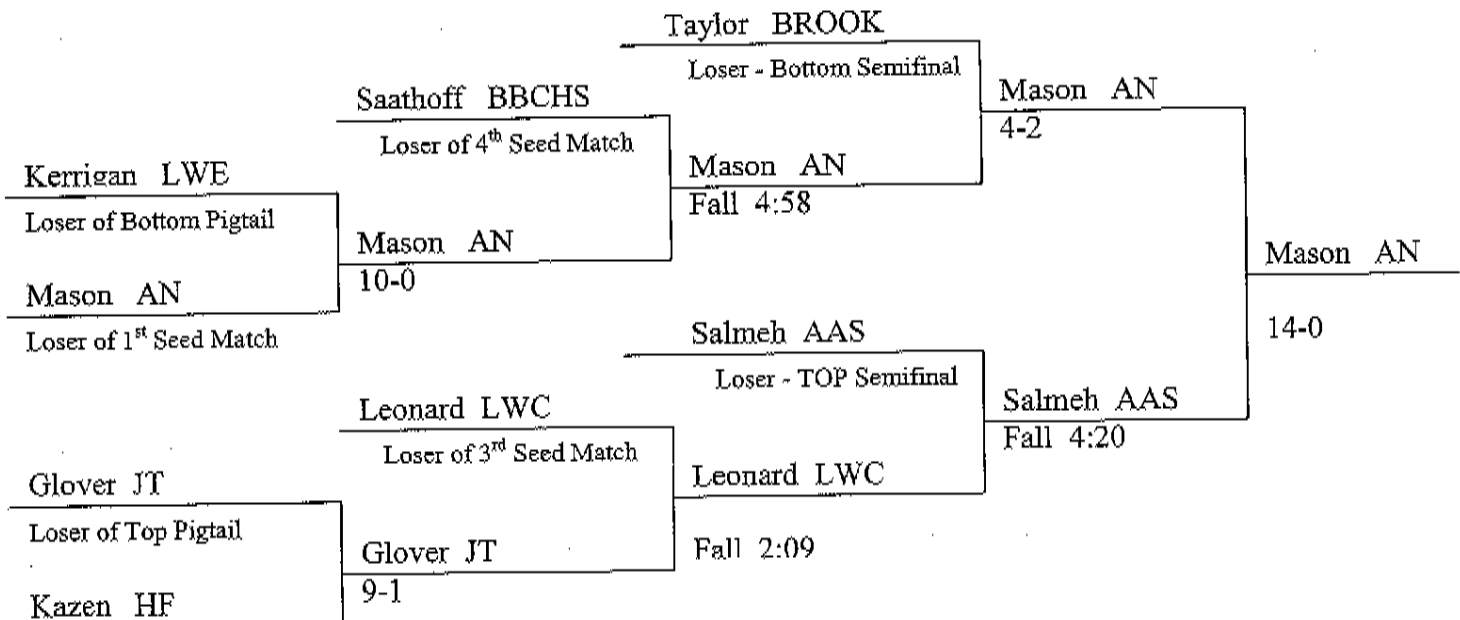 Taylor BROOK
Loser - Bottom Semifinal
Saathoff BBCHS
Loser of 4th Seed Match
Mason AN
4-2
Kerrigan LWE
Loser of Bottom Pigtail
Mason AN
Fall 4:58
Mason AN
10-0
Mason AN
14-0
Mason AN
Loser of 1st Seed Match
Salmeh AAS
Loser - TOP Semifinal
Leonard LWC
Loser of 3rd Seed Match
Salmeh AAS
Fall 4:20
Glover JT
Loser of Top Pigtail
Leonard LWC
Fall 2:09
Glover JT
9-1
Kazen HF